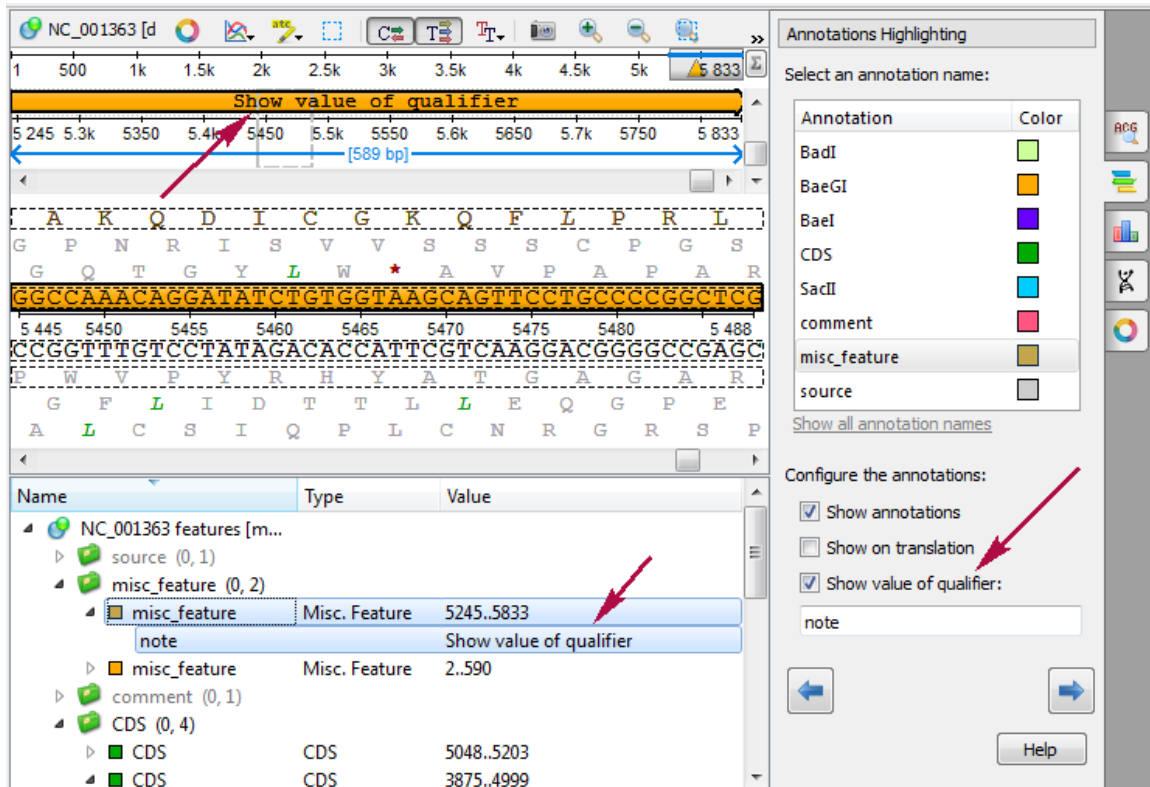 NC_001363 [d
atc
C
T
TT
»
1 500 1k 1.5k 2k 2.5k 3k 3.5k 4k 4.5k 5k 5 833 Σ
Show value of qualifier
5 245 5.3k 5350 5.4k 5450 5.5k 5550 5.6k 5650 5.7k 5750 5 833
[589 bp]
A K Q D I C G K Q F L P R L
G P N R I S V V S S S C P G S
G Q T G Y L W * A V P A P A R
GGCCAAACAGGATATCTGTGGTAAGCAGTTCCTGCCCCGGCTCG
5 445 5450 5455 5460 5465 5470 5475 5480 5 488
CCGGTTTGTCCTATAGACACCATTCGTCAAGGACGGGGCCGAGC
P W V P Y R H Y A T G A G A R
G F L I D T T L L E Q G P E
A L C S I Q P L C N R G R S P
Name Type Value
NC_001363 features [m...
source (0, 1)
misc_feature (0, 2)
misc_feature Misc. Feature 5245..5833
note Show value of qualifier
misc_feature Misc. Feature 2..590
comment (0, 1)
CDS (0, 4)
CDS CDS 5048..5203
CDS CDS 3875..4999
Annotations Highlighting
Select an annotation name:
Annotation Color
BadI
BaeGI
BaeI
CDS
SacII
comment
misc_feature
source
Show all annotation names
Configure the annotations:
Show annotations
Show on translation
Show value of qualifier:
note
Help
ACG